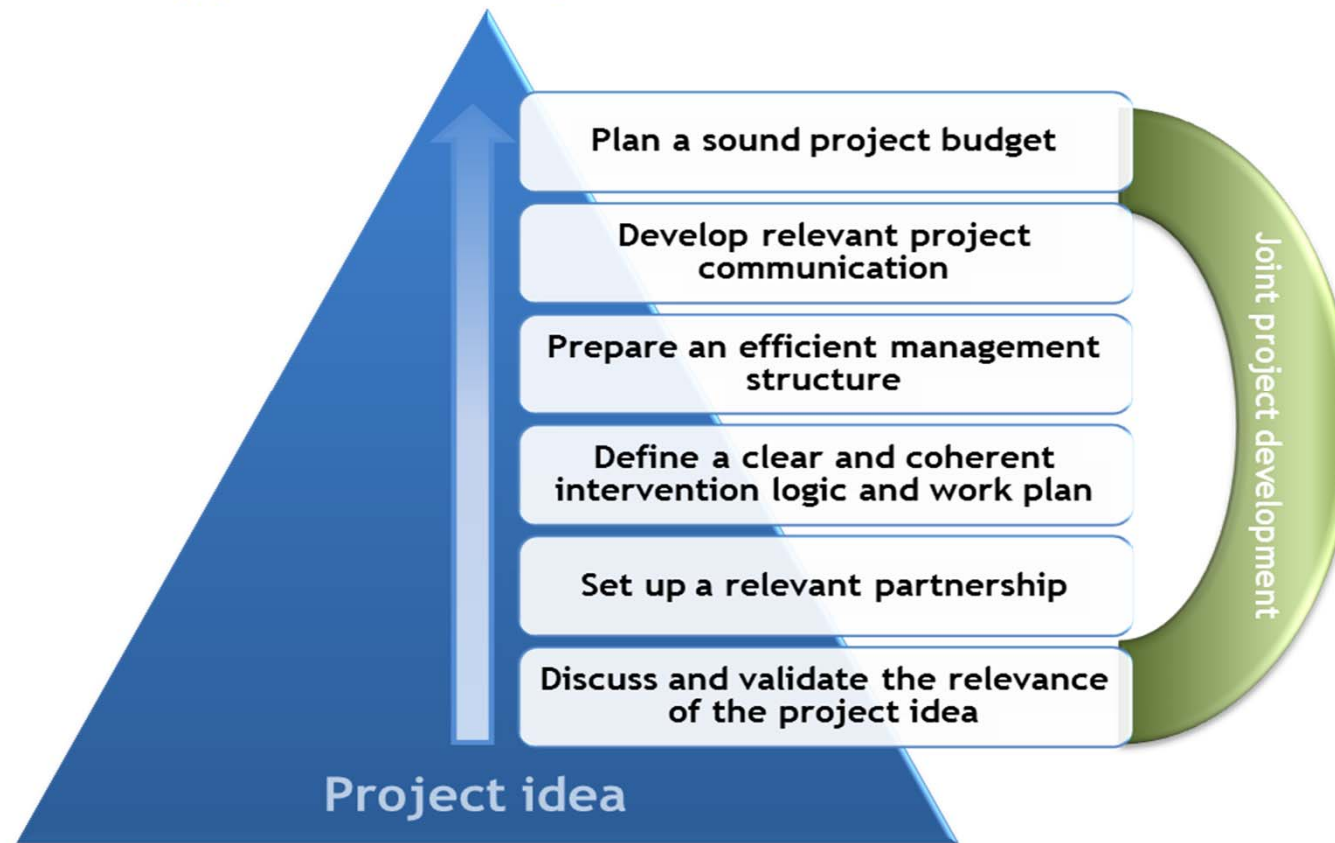 Plan a sound project budget
Develop relevant project
communication
Prepare an efficient management
structure
Define a clear and coherent
intervention logic and work plan
Set up a relevant partnership
Discuss and validate the relevance
of the project idea
Project idea
Joint project development